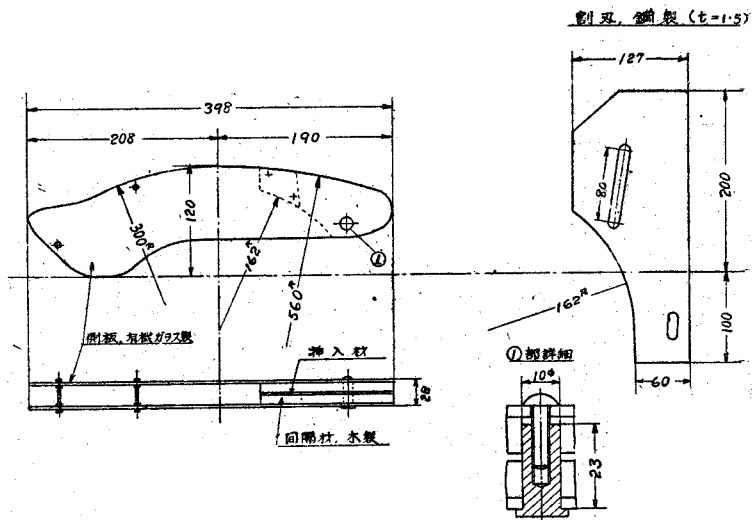 割刃, 鋼製 (t=1.5)
127
398
208
190
120
300R
162R
560R
①
80
200
162R
100
60
側板, 有機ガラス製
挿入材
28
間隔材, 木製
①部詳細
10φ
23